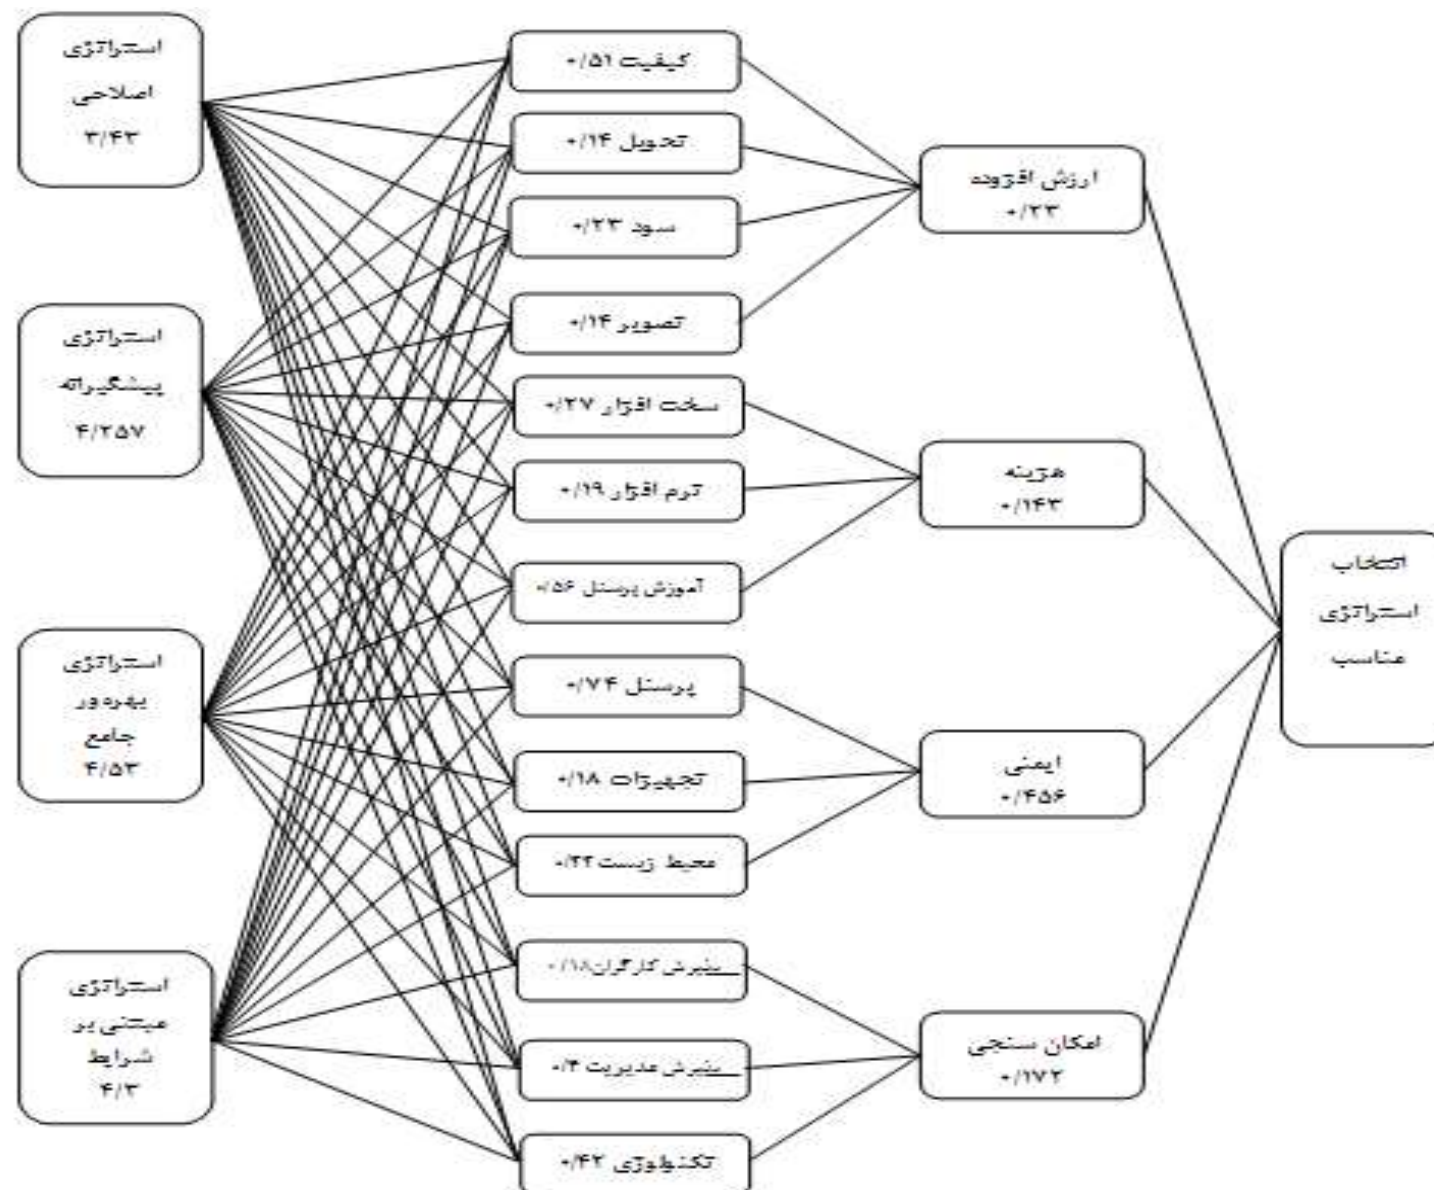 انتخاب
استراتژی
مناسب
ارزش افزوده
۰/۲۳
هزینه
۰/۱۴۳
ایمنی
۰/۴۵۶
امکان سنجی
۰/۱۷۲
کیفیت ۰/۵۱
تحویل ۰/۱۴
سود ۰/۲۳
تصویر ۰/۱۴
سخت افزار ۰/۲۷
نرم افزار ۰/۱۹
آموزش پرسنل ۰/۵۶
پرسنل ۰/۷۴
تجهیزات ۰/۱۸
محیط زیست
پذیرش کارگران ۰/۱۸
پذیرش مدیریت ۰/۴
تکنولوژی ۰/۴۲
استراتژی
اصلاحی
۳/۴۳
استراتژی
پیشگیرانه
۴/۲۵۷
استراتژی
بهره‌ور
جامع
۴/۵۳
استراتژی
مبتنی بر
شرایط
۴/۳